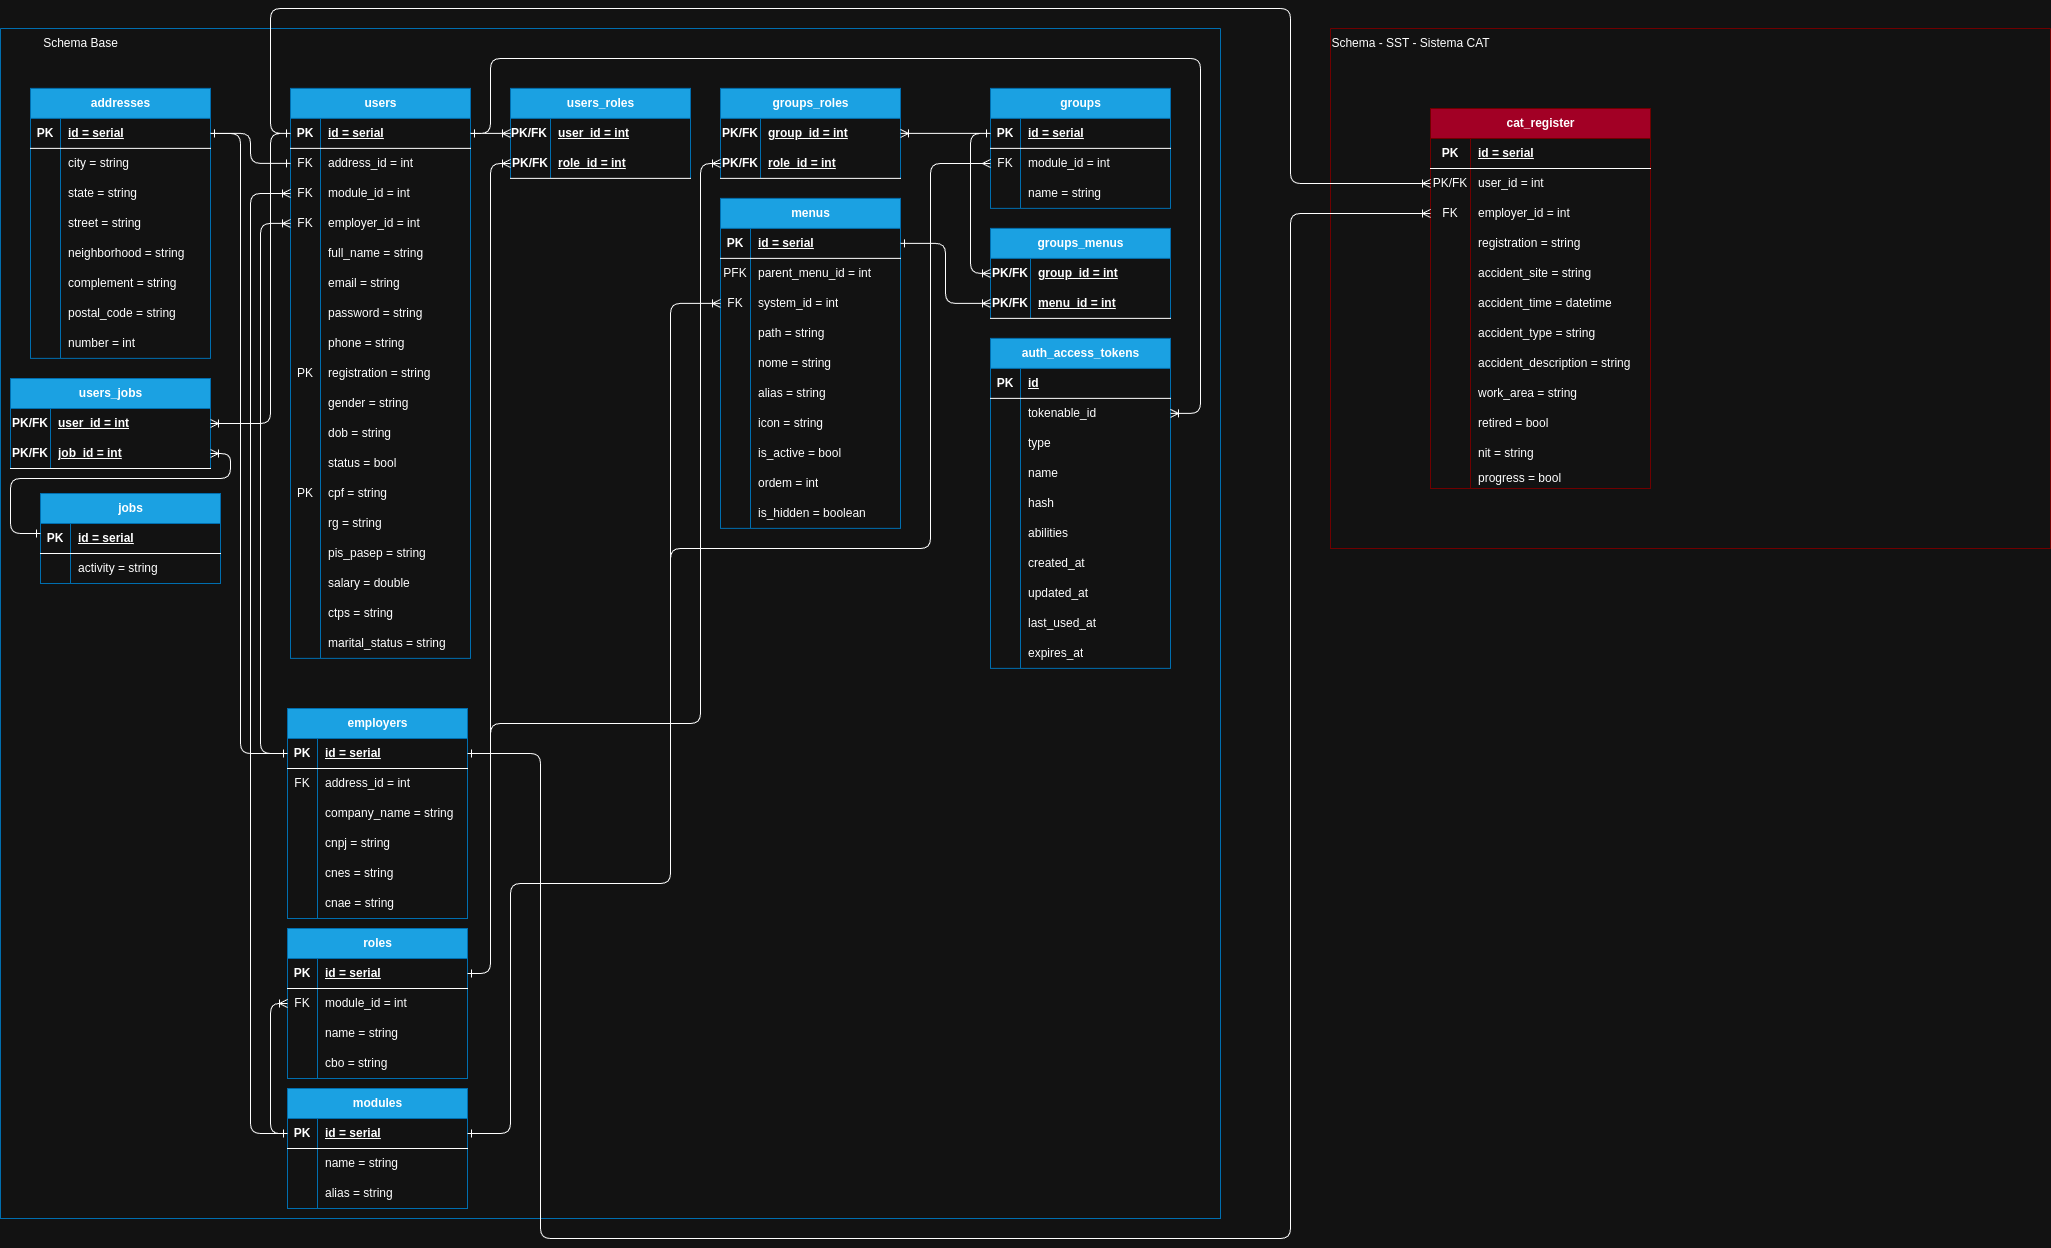 Schema Base
addresses
PK id = serial
city = string
state = string
street = string
neighborhood = string
complement = string
postal_code = string
number = int
users_jobs
PK/FK user_id = int
PK/FK job_id = int
jobs
PK id = serial
activity = string
users
PK id = serial
FK address_id = int
FK module_id = int
FK employer_id = int
full_name = string
email = string
password = string
phone = string
PK registration = string
gender = string
dob = string
status = bool
PK cpf = string
rg = string
pis_pasep = string
salary = double
ctps = string
marital_status = string
employers
PK id = serial
FK address_id = int
company_name = string
cnpj = string
cnes = string
cnae = string
roles
PK id = serial
FK module_id = int
name = string
cbo = string
modules
PK id = serial
name = string
alias = string
users_roles
PK/FK user_id = int
PK/FK role_id = int
groups_roles
PK/FK group_id = int
PK/FK role_id = int
menus
PK id = serial
PFK parent_menu_id = int
FK system_id = int
path = string
nome = string
alias = string
icon = string
is_active = bool
ordem = int
is_hidden = boolean
groups
PK id = serial
FK module_id = int
name = string
groups_menus
PK/FK group_id = int
PK/FK menu_id = int
auth_access_tokens
PK id
tokenable_id
type
name
hash
abilities
created_at
updated_at
last_used_at
expires_at
Schema - SST - Sistema CAT
cat_register
PK id = serial
PK/FK user_id = int
FK employer_id = int
registration = string
accident_site = string
accident_time = datetime
accident_type = string
accident_description = string
work_area = string
retired = bool
nit = string
progress = bool